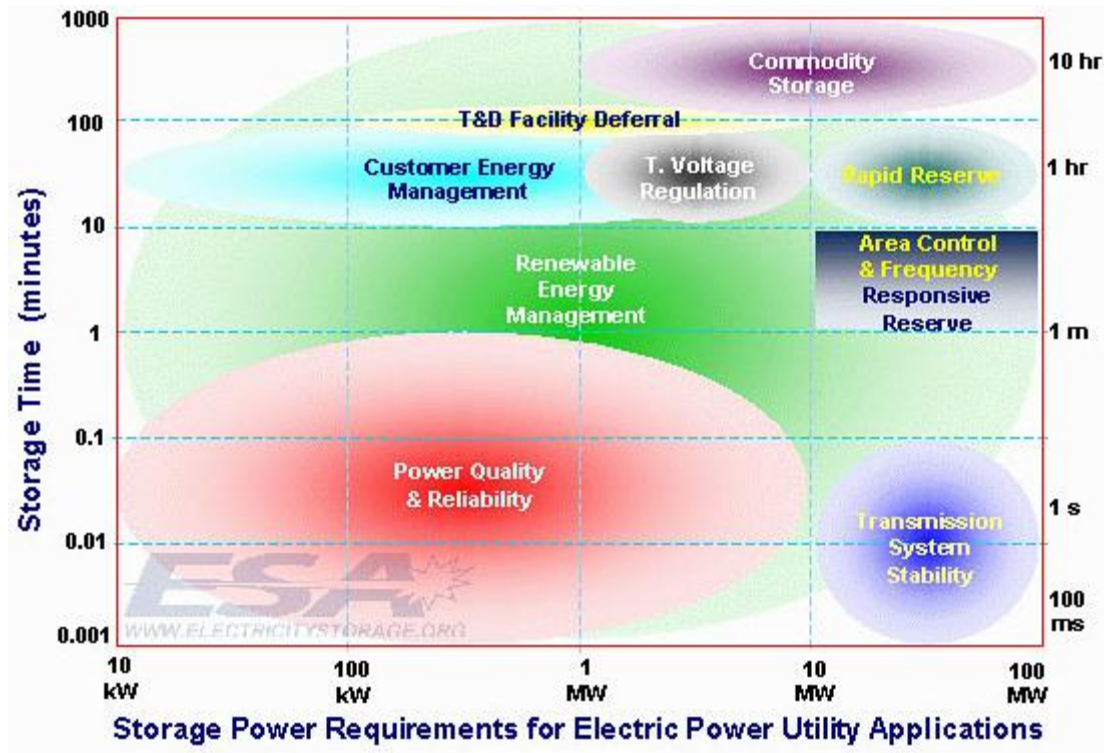 1000
100
10
1
0.1
0.01
0.001
Storage Time (minutes)
10 hr
1 hr
1 m
1 s
100
ms
Commodity
Storage
T&D Facility Deferral
Customer Energy
Management
T. Voltage
Regulation
Rapid Reserve
Area Control
& Frequency
Responsive
Reserve
Renewable
Energy
Management
Power Quality
& Reliability
Transmission
System
Stability
ESA
WWW.ELECTRICITYSTORAGE.ORG
10
kW
100
kW
1
MW
10
MW
100
MW
Storage Power Requirements for Electric Power Utility Applications